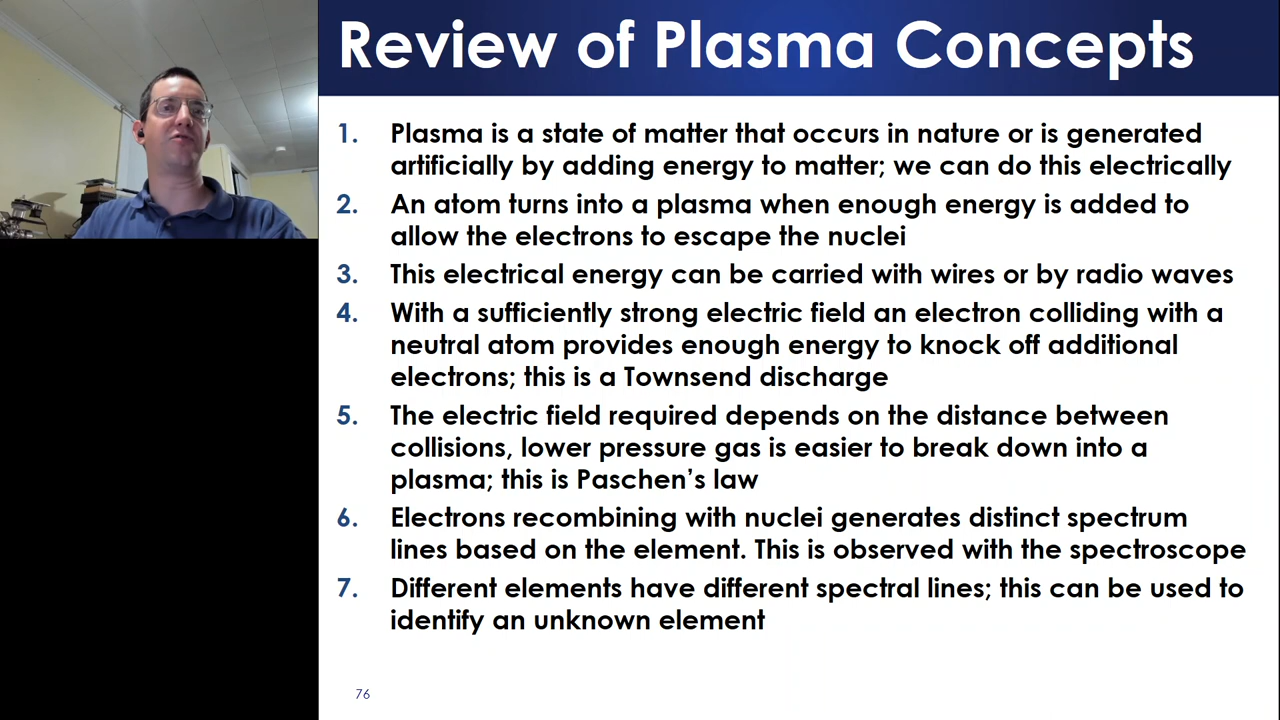 Review of Plasma Concepts
1. Plasma is a state of matter that occurs in nature or is generated
artificially by adding energy to matter; we can do this electrically
2. An atom turns into a plasma when enough energy is added to
allow the electrons to escape the nuclei
3. This electrical energy can be carried with wires or by radio waves
4. With a sufficiently strong electric field an electron colliding with a
neutral atom provides enough energy to knock off additional
electrons; this is a Townsend discharge
5. The electric field required depends on the distance between
collisions, lower pressure gas is easier to break down into a
plasma; this is Paschen’s law
6. Electrons recombining with nuclei generates distinct spectrum
lines based on the element. This is observed with the spectroscope
7. Different elements have different spectral lines; this can be used to
identify an unknown element
76